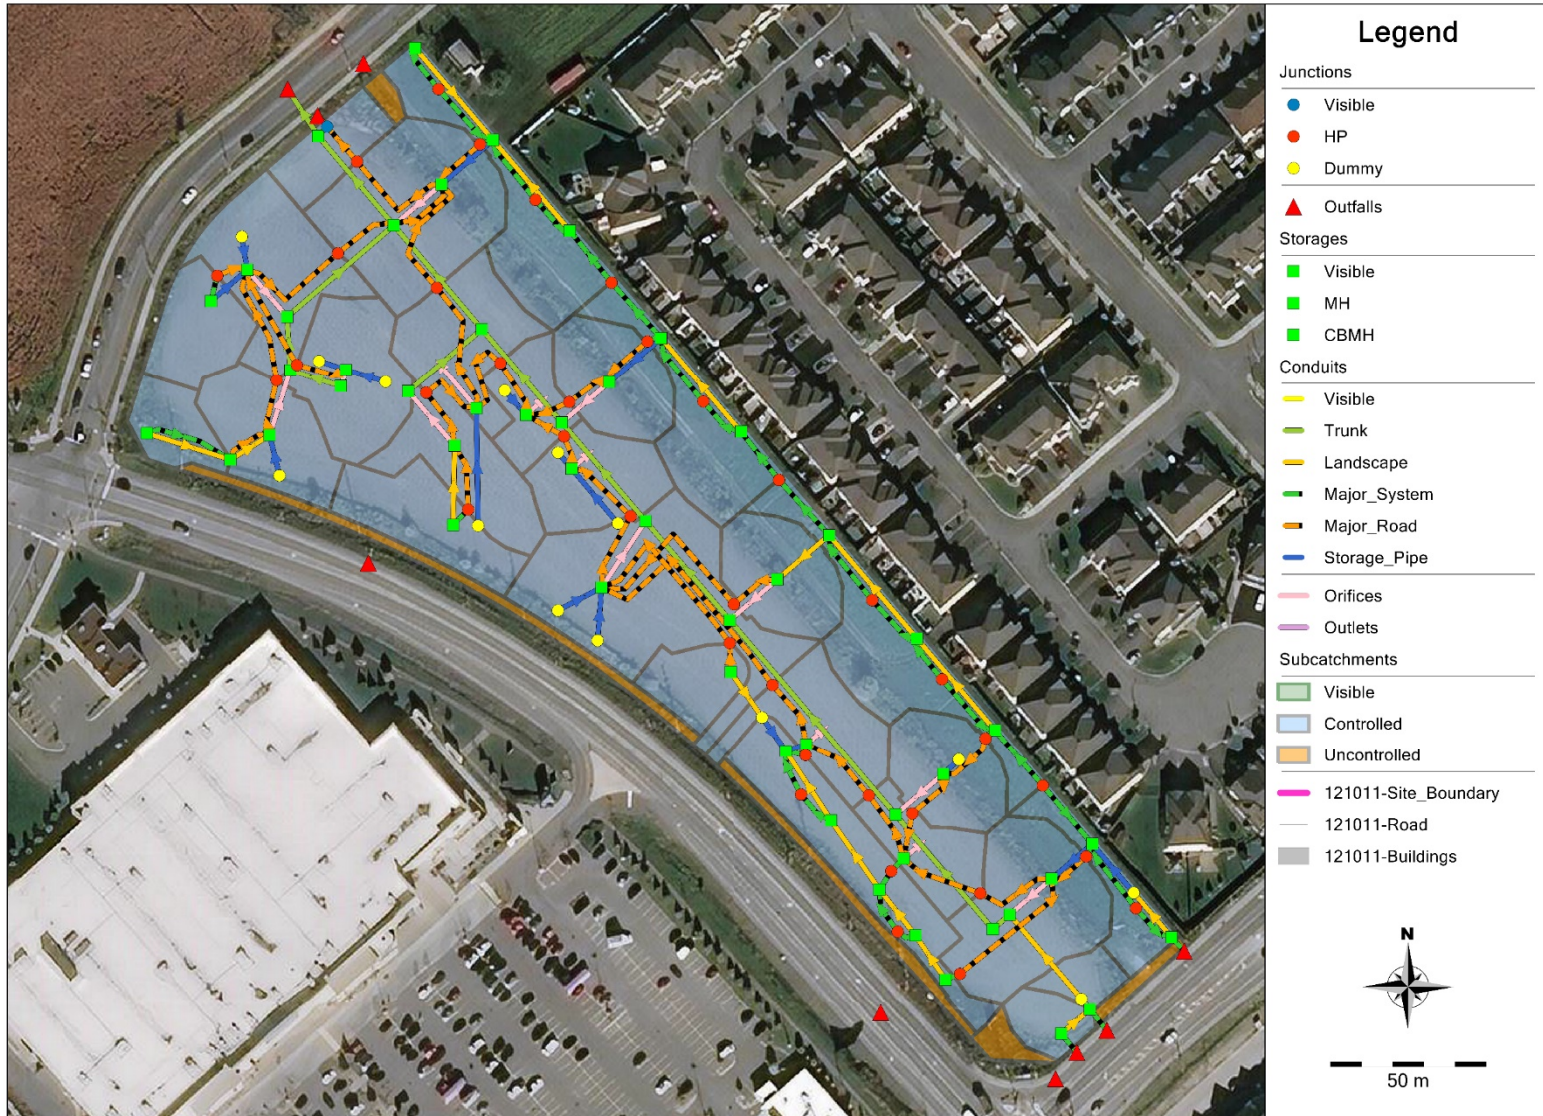 Legend
Junctions
Visible
HP
Dummy
Outfalls
Storages
Visible
MH
CBMH
Conduits
Visible
Trunk
Landscape
Major_System
Major_Road
Storage_Pipe
Orifices
Outlets
Subcatchments
Visible
Controlled
Uncontrolled
121011-Site_Boundary
121011-Road
121011-Buildings
N
50 m